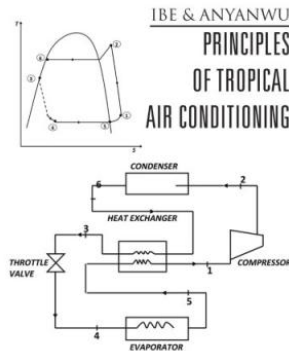 IBE & ANYANWU
PRINCIPLES
OF TROPICAL
AIR CONDITIONING
T
S
CONDENSER
6
2
HEAT EXCHANGER
3
THROTTLE
VALVE
1
COMPRESSOR
5
4
EVAPORATOR